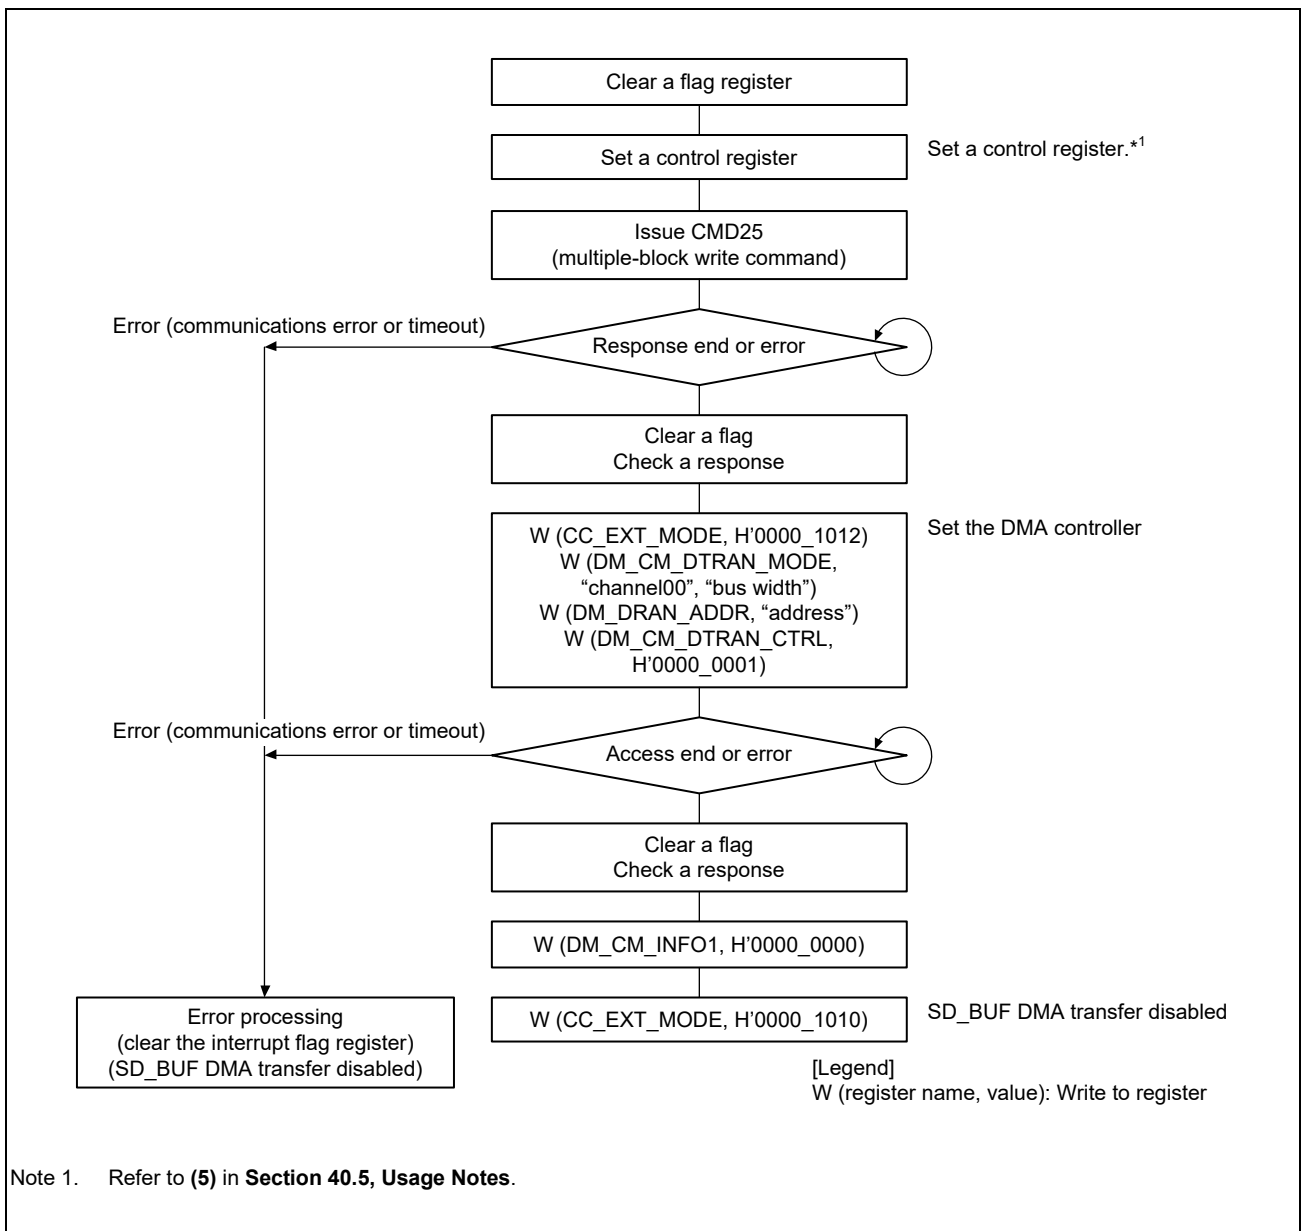 Clear a flag register
Set a control register
Set a control register.*1
Issue CMD25
(multiple-block write command)
Error (communications error or timeout)
Response end or error
Clear a flag
Check a response
W (CC_EXT_MODE, H'0000_1012)
W (DM_CM_DTRAN_MODE,
“channel00”, “bus width”)
W (DM_DRAN_ADDR, “address”)
W (DM_CM_DTRAN_CTRL,
H'0000_0001)
Set the DMA controller
Error (communications error or timeout)
Access end or error
Clear a flag
Check a response
W (DM_CM_INFO1, H'0000_0000)
Error processing
(clear the interrupt flag register)
(SD_BUF DMA transfer disabled)
W (CC_EXT_MODE, H'0000_1010)
SD_BUF DMA transfer disabled
[Legend]
W (register name, value): Write to register
Note 1. Refer to (5) in Section 40.5, Usage Notes.